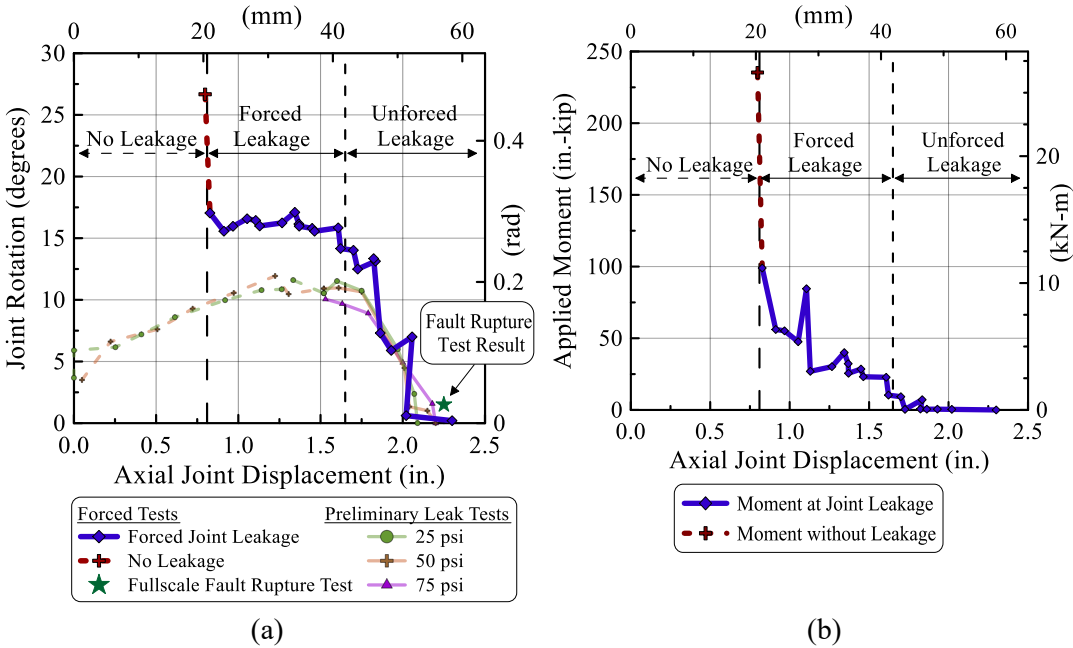 (mm)
0 20 40 60
30
25
20
15
10
5
0
Joint Rotation (degrees)
0.4
0.2
0
(rad)
No Leakage
Forced
Leakage
Unforced
Leakage
Fault Rupture
Test Result
0.0 0.5 1.0 1.5 2.0 2.5
Axial Joint Displacement (in.)
Forced Tests
Forced Joint Leakage
No Leakage
Fullscale Fault Rupture Test
Preliminary Leak Tests
25 psi
50 psi
75 psi
(a)
(mm)
0 20 40 60
250
200
150
100
50
0
Applied Moment (in.-kip)
20
10
0
(kN-m)
No Leakage
Forced
Leakage
Unforced
Leakage
0.0 0.5 1.0 1.5 2.0 2.5
Axial Joint Displacement (in.)
Moment at Joint Leakage
Moment without Leakage
(b)